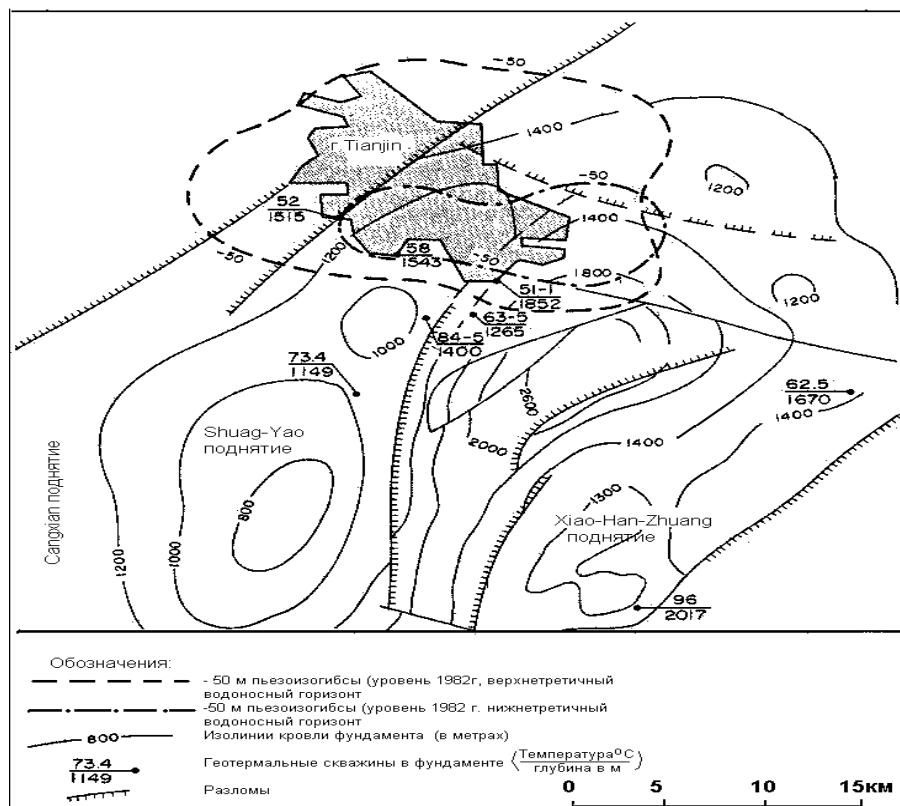 -50
г.Tianjin
1400
-50
1200
52
1515
1400
-50
1200
58
1543
-50
1800
51-1
1852
1200
63-5
1265
84-5
1400
1000
73.4
1149
2600
62.5
1670
1400
Shuag-Yao
поднятие
2000
1400
800
1300
Xiao-Han-Zhuang
поднятие
Cangxian поднятие
1200
1000
96
2017
Обозначения:
- 50 м пьезоизогибсы (уровень 1982г, верхнетретичный
водоносный горизонт
-50 м пьезоизогибсы (уровень 1982 г. нижнетретичный
водоносный горизонт
800
Изолинии кровли фундамента (в метрах)
73.4
1149
Геотермальные скважины в фундаменте (Температура °C
глубина в м)
Разломы
0 5 10 15км